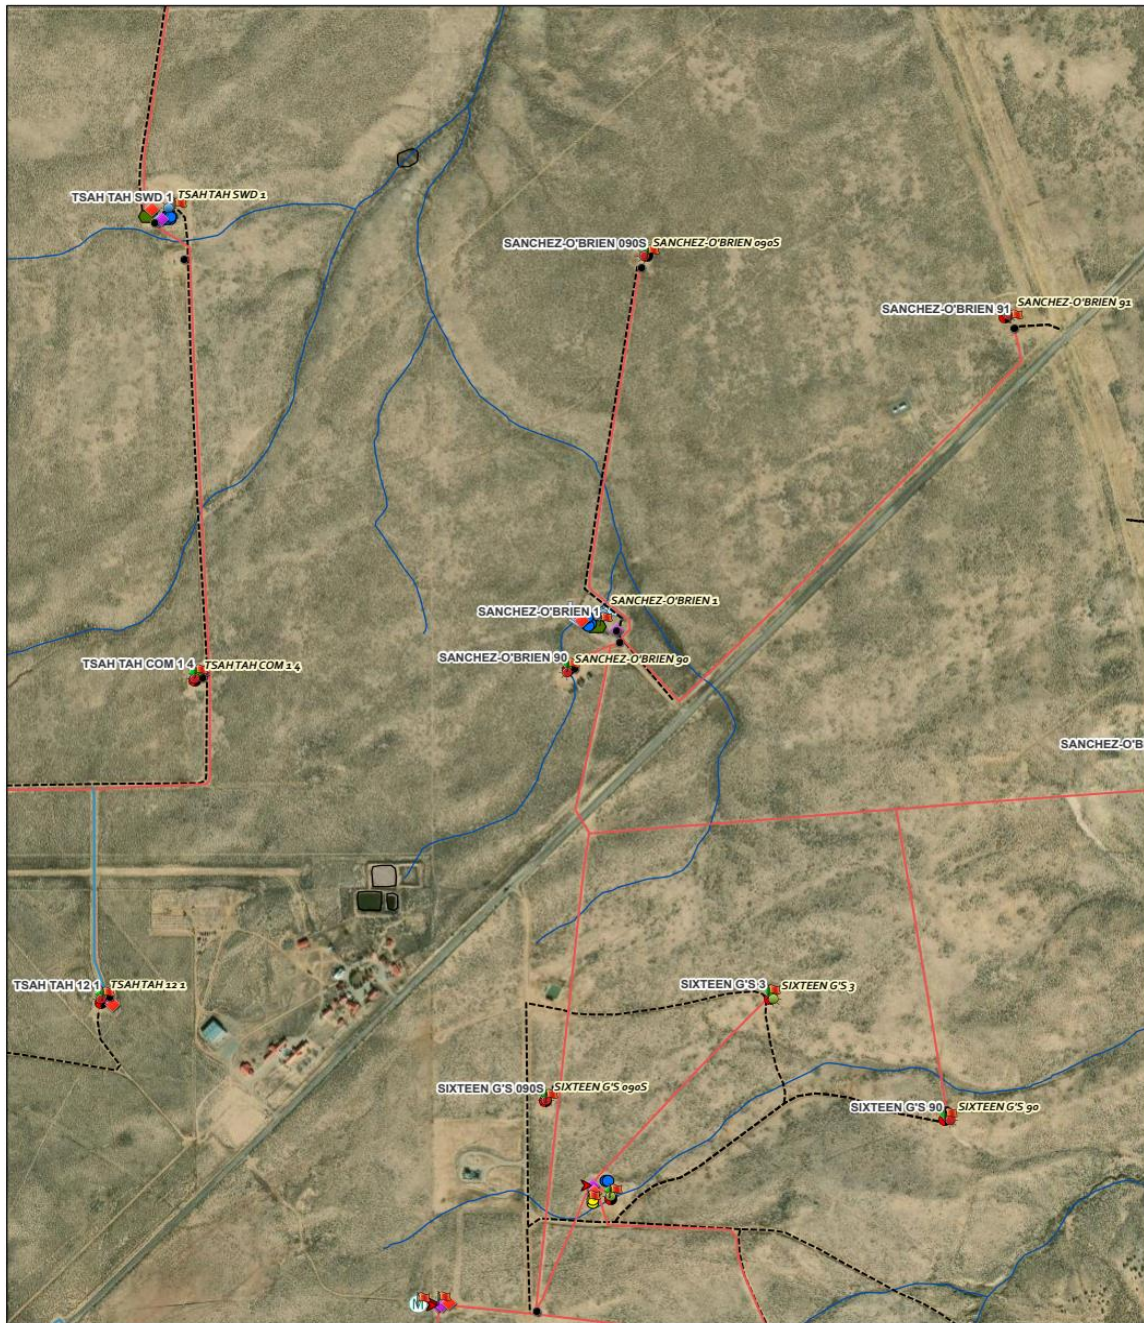 TSAH TAH SWD 1
TSAH TAH SWD 1
SANCHEZ-O'BRIEN 090S
SANCHEZ-O'BRIEN 090S
SANCHEZ-O'BRIEN 91
SANCHEZ-O'BRIEN 91
SANCHEZ-O'BRIEN 1
SANCHEZ-O'BRIEN 1
SANCHEZ-O'BRIEN 90
SANCHEZ-O'BRIEN 90
TSAH TAH COM 1 4
TSAH TAH COM 1 4
SANCHEZ-O'B
TSAH TAH 12 1
TSAH TAH 12 1
SIXTEEN G'S 3
SIXTEEN G'S 3
SIXTEEN G'S 090S
SIXTEEN G'S 090S
SIXTEEN G'S 90
SIXTEEN G'S 90
M